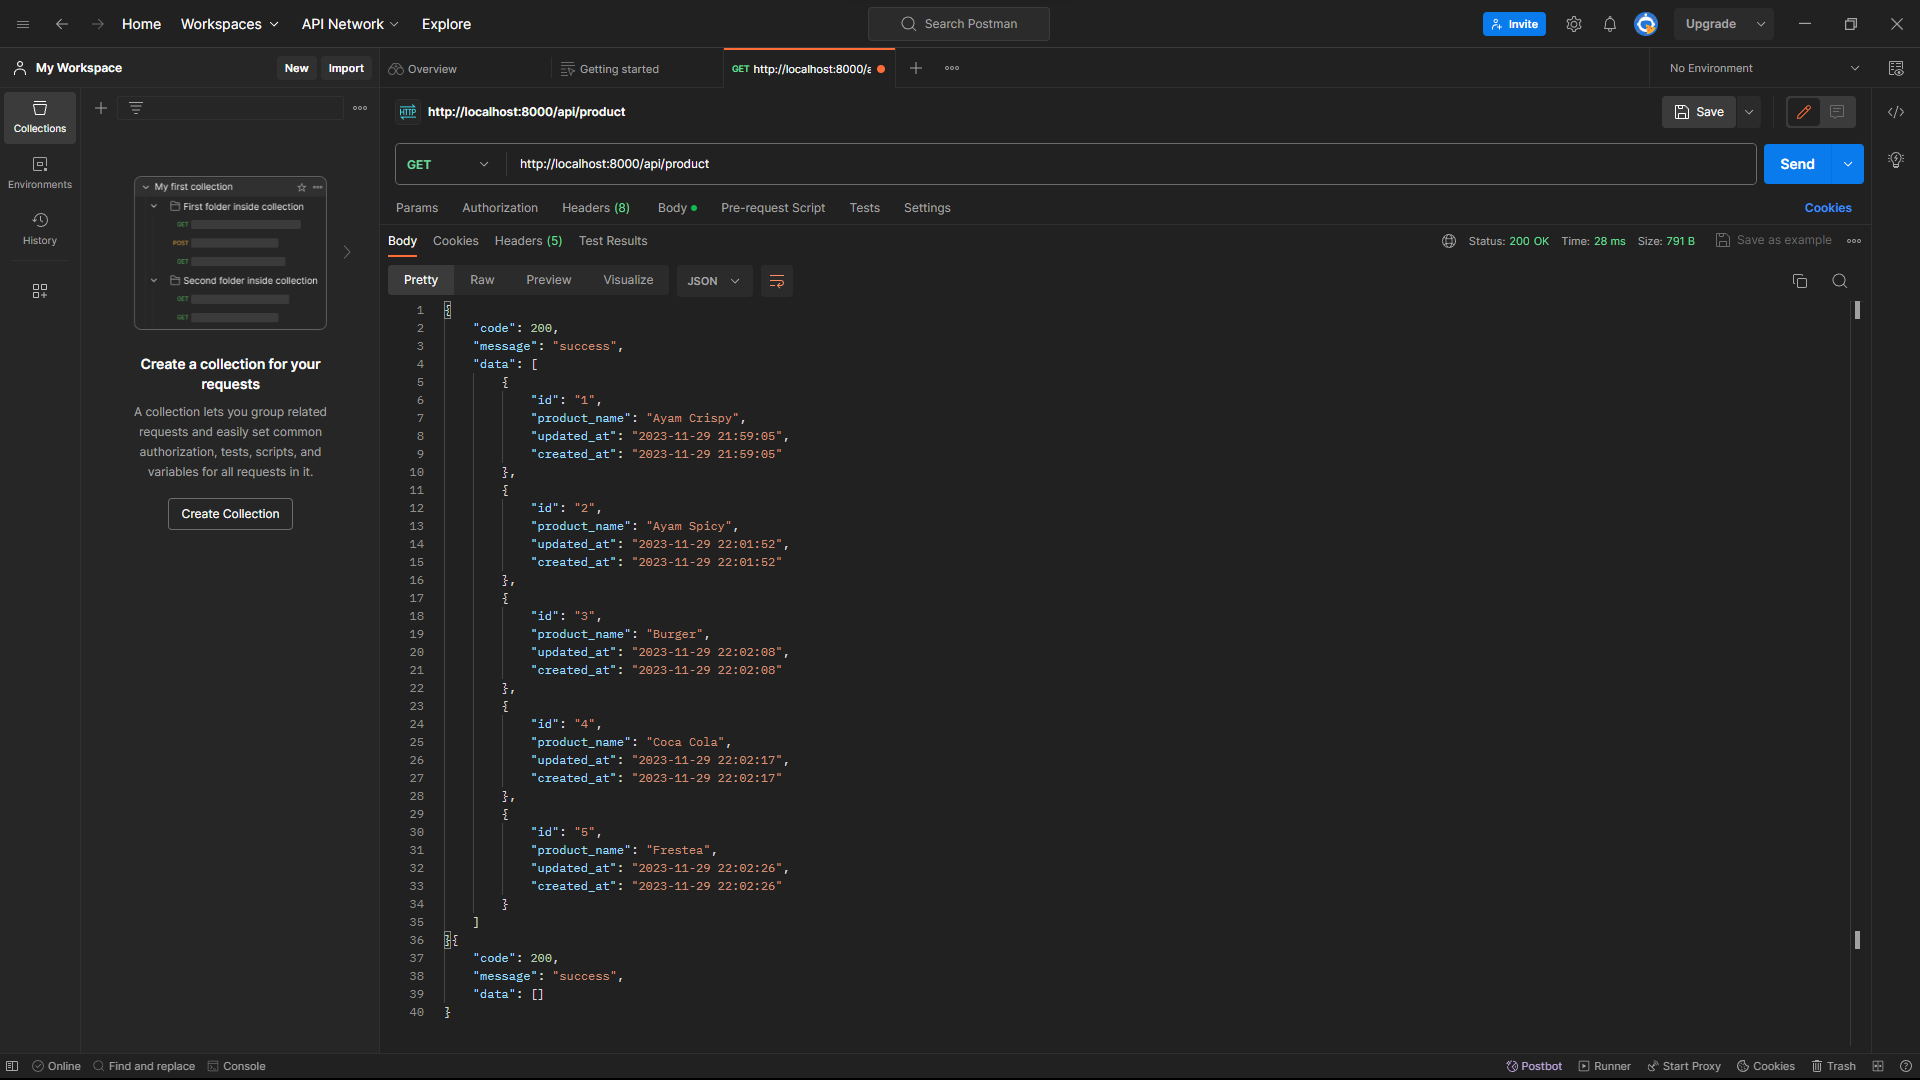 Home Workspaces API Network Explore Search Postman Invite Upgrade
My Workspace New Import Overview Getting started GET http://localhost:8000/a No Environment
Collections
Environments
History
My first collection
First folder inside collection
GET
POST
GET
Second folder inside collection
GET
GET
Create a collection for your
requests
A collection lets you group related
requests and easily set common
authorization, tests, scripts, and
variables for all requests in it.
Create Collection
HTTP http://localhost:8000/api/product Save
GET http://localhost:8000/api/product Send
Params Authorization Headers (8) Body Pre-request Script Tests Settings Cookies
Body Cookies Headers (5) Test Results Status: 200 OK Time: 28 ms Size: 791 B Save as example
Pretty Raw Preview Visualize JSON
1 {
2 "code": 200,
3 "message": "success",
4 "data": [
5 {
6 "id": "1",
7 "product_name": "Ayam Crispy",
8 "updated_at": "2023-11-29 21:59:05",
9 "created_at": "2023-11-29 21:59:05"
10 },
11 {
12 "id": "2",
13 "product_name": "Ayam Spicy",
14 "updated_at": "2023-11-29 22:01:52",
15 "created_at": "2023-11-29 22:01:52"
16 },
17 {
18 "id": "3",
19 "product_name": "Burger",
20 "updated_at": "2023-11-29 22:02:08",
21 "created_at": "2023-11-29 22:02:08"
22 },
23 {
24 "id": "4",
25 "product_name": "Coca Cola",
26 "updated_at": "2023-11-29 22:02:17",
27 "created_at": "2023-11-29 22:02:17"
28 },
29 {
30 "id": "5",
31 "product_name": "Frestea",
32 "updated_at": "2023-11-29 22:02:26",
33 "created_at": "2023-11-29 22:02:26"
34 }
35 ]
36 }{
37 "code": 200,
38 "message": "success",
39 "data": []
40 }
Online Find and replace Console Postbot Runner Start Proxy Cookies Trash